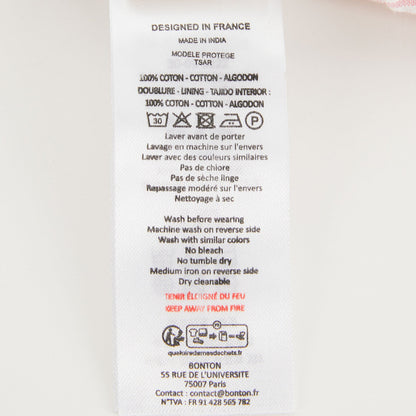 DESIGNED IN FRANCE
MADE IN INDIA
MODELE PROTEGE
TSAR
100% COTON - COTTON - ALGODON
DOUBLURE - LINING - TAJIDO INTERIOR :
100% COTON - COTTON - ALGODON
30 P
Laver avant de porter
Lavage en machine sur l'envers
Laver avec des couleurs similaires
Pas de chlore
Pas de sèche linge
Repassage modéré sur l'envers
Nettoyage à sec
Wash before wearing
Machine wash on reverse side
Wash with similar colors
No bleach
No tumble dry
Medium iron on reverse side
Dry cleanable
TENIR ÉLOIGNÉ DU FEU
KEEP AWAY FROM FIRE
FR
quefairedemesdechets.fr
BONTON
55 RUE DE L'UNIVERSITE
75007 Paris
Contact : contact@bonton.fr
N°TVA : FR 91 428 565 782